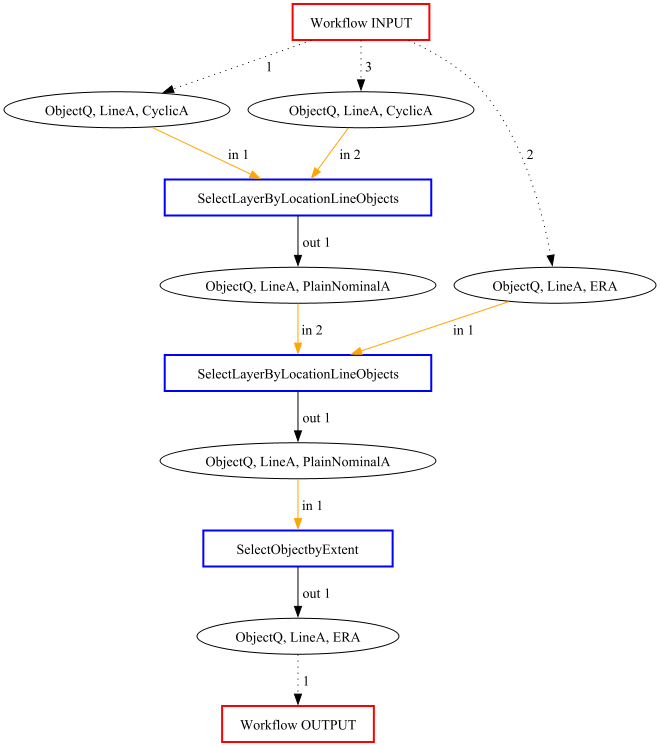 Workflow INPUT
1
3
ObjectQ, LineA, CyclicA
ObjectQ, LineA, CyclicA
in 1
in 2
2
SelectLayerByLocationLineObjects
out 1
ObjectQ, LineA, PlainNominalA
ObjectQ, LineA, ERA
in 2
in 1
SelectLayerByLocationLineObjects
out 1
ObjectQ, LineA, PlainNominalA
in 1
SelectObjectbyExtent
out 1
ObjectQ, LineA, ERA
1
Workflow OUTPUT